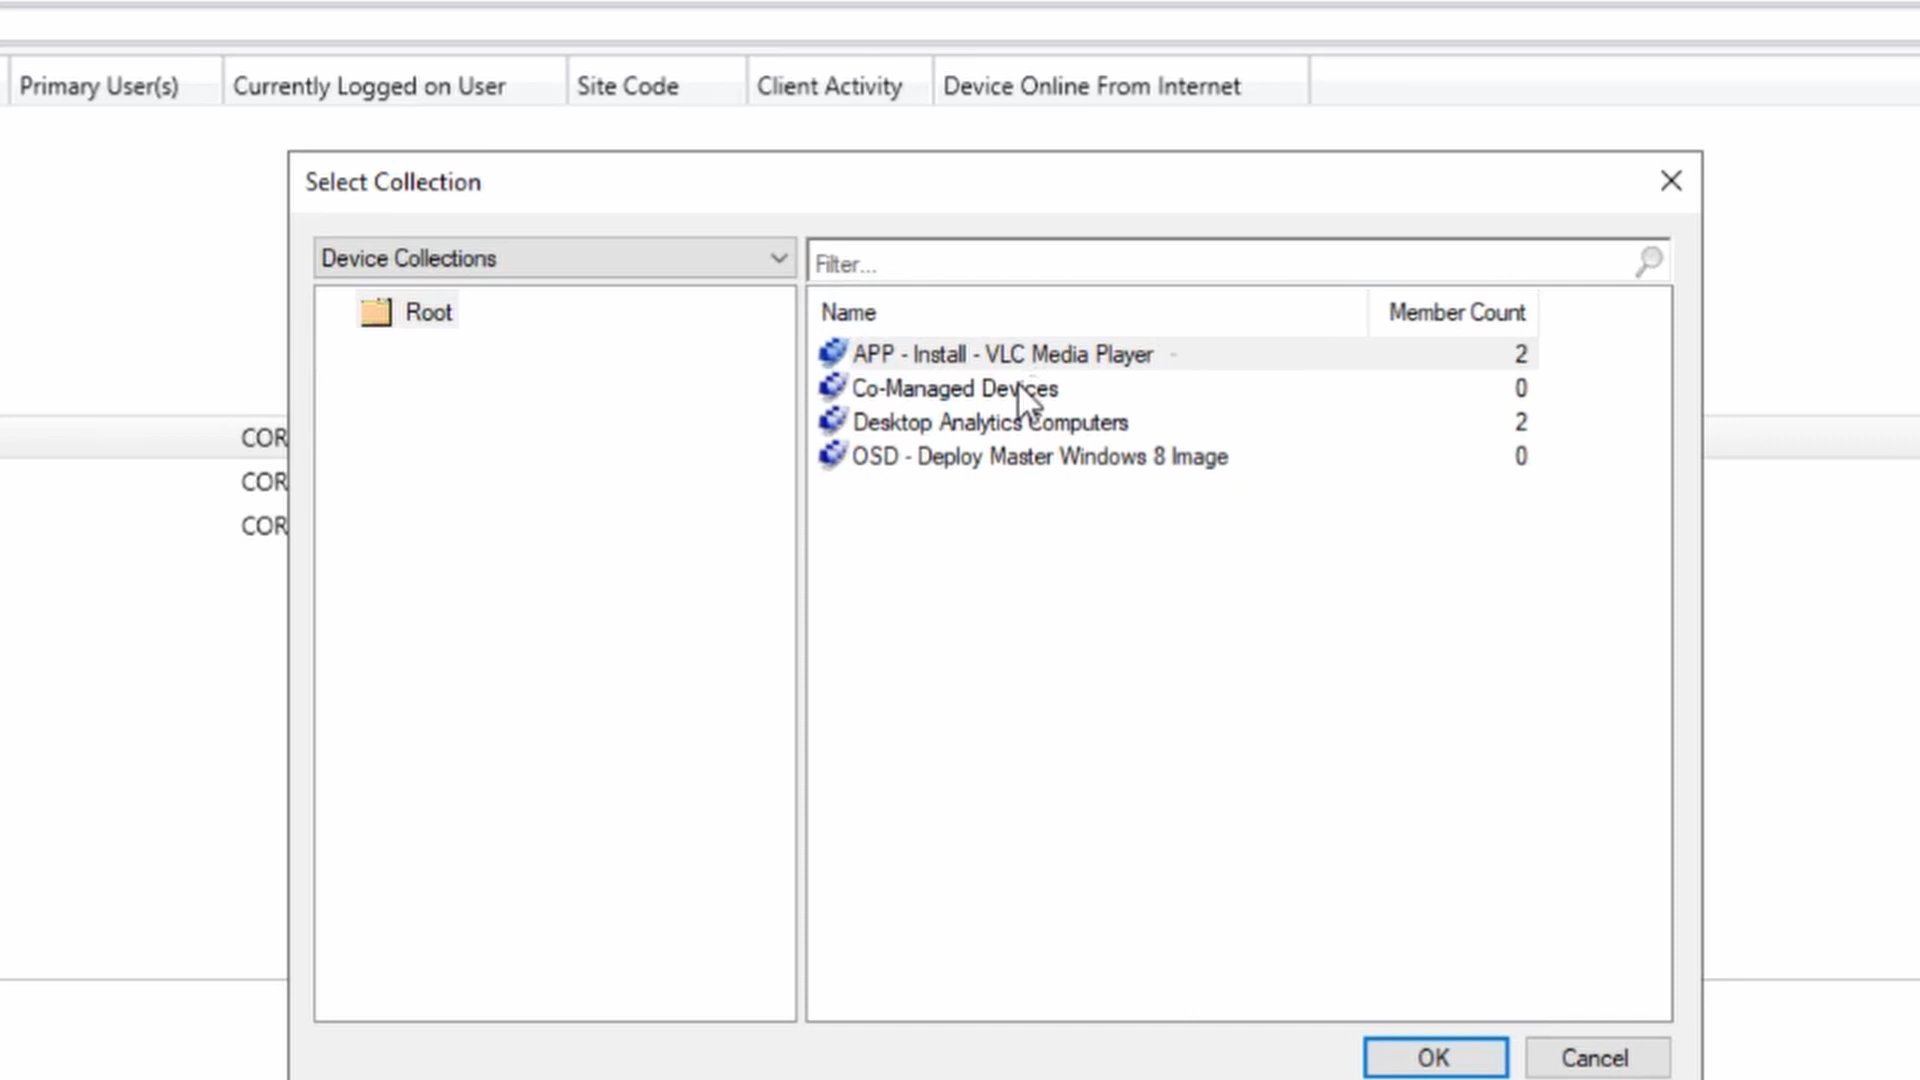 Primary User(s) Currently Logged on User Site Code Client Activity Device Online From Internet
Select Collection
Device Collections Filter...
Root
Name Member Count
APP - Install - VLC Media Player 2
Co-Managed Devices 0
Desktop Analytics Computers 2
OSD - Deploy Master Windows 8 Image 0
COR
COR
COR
OK Cancel